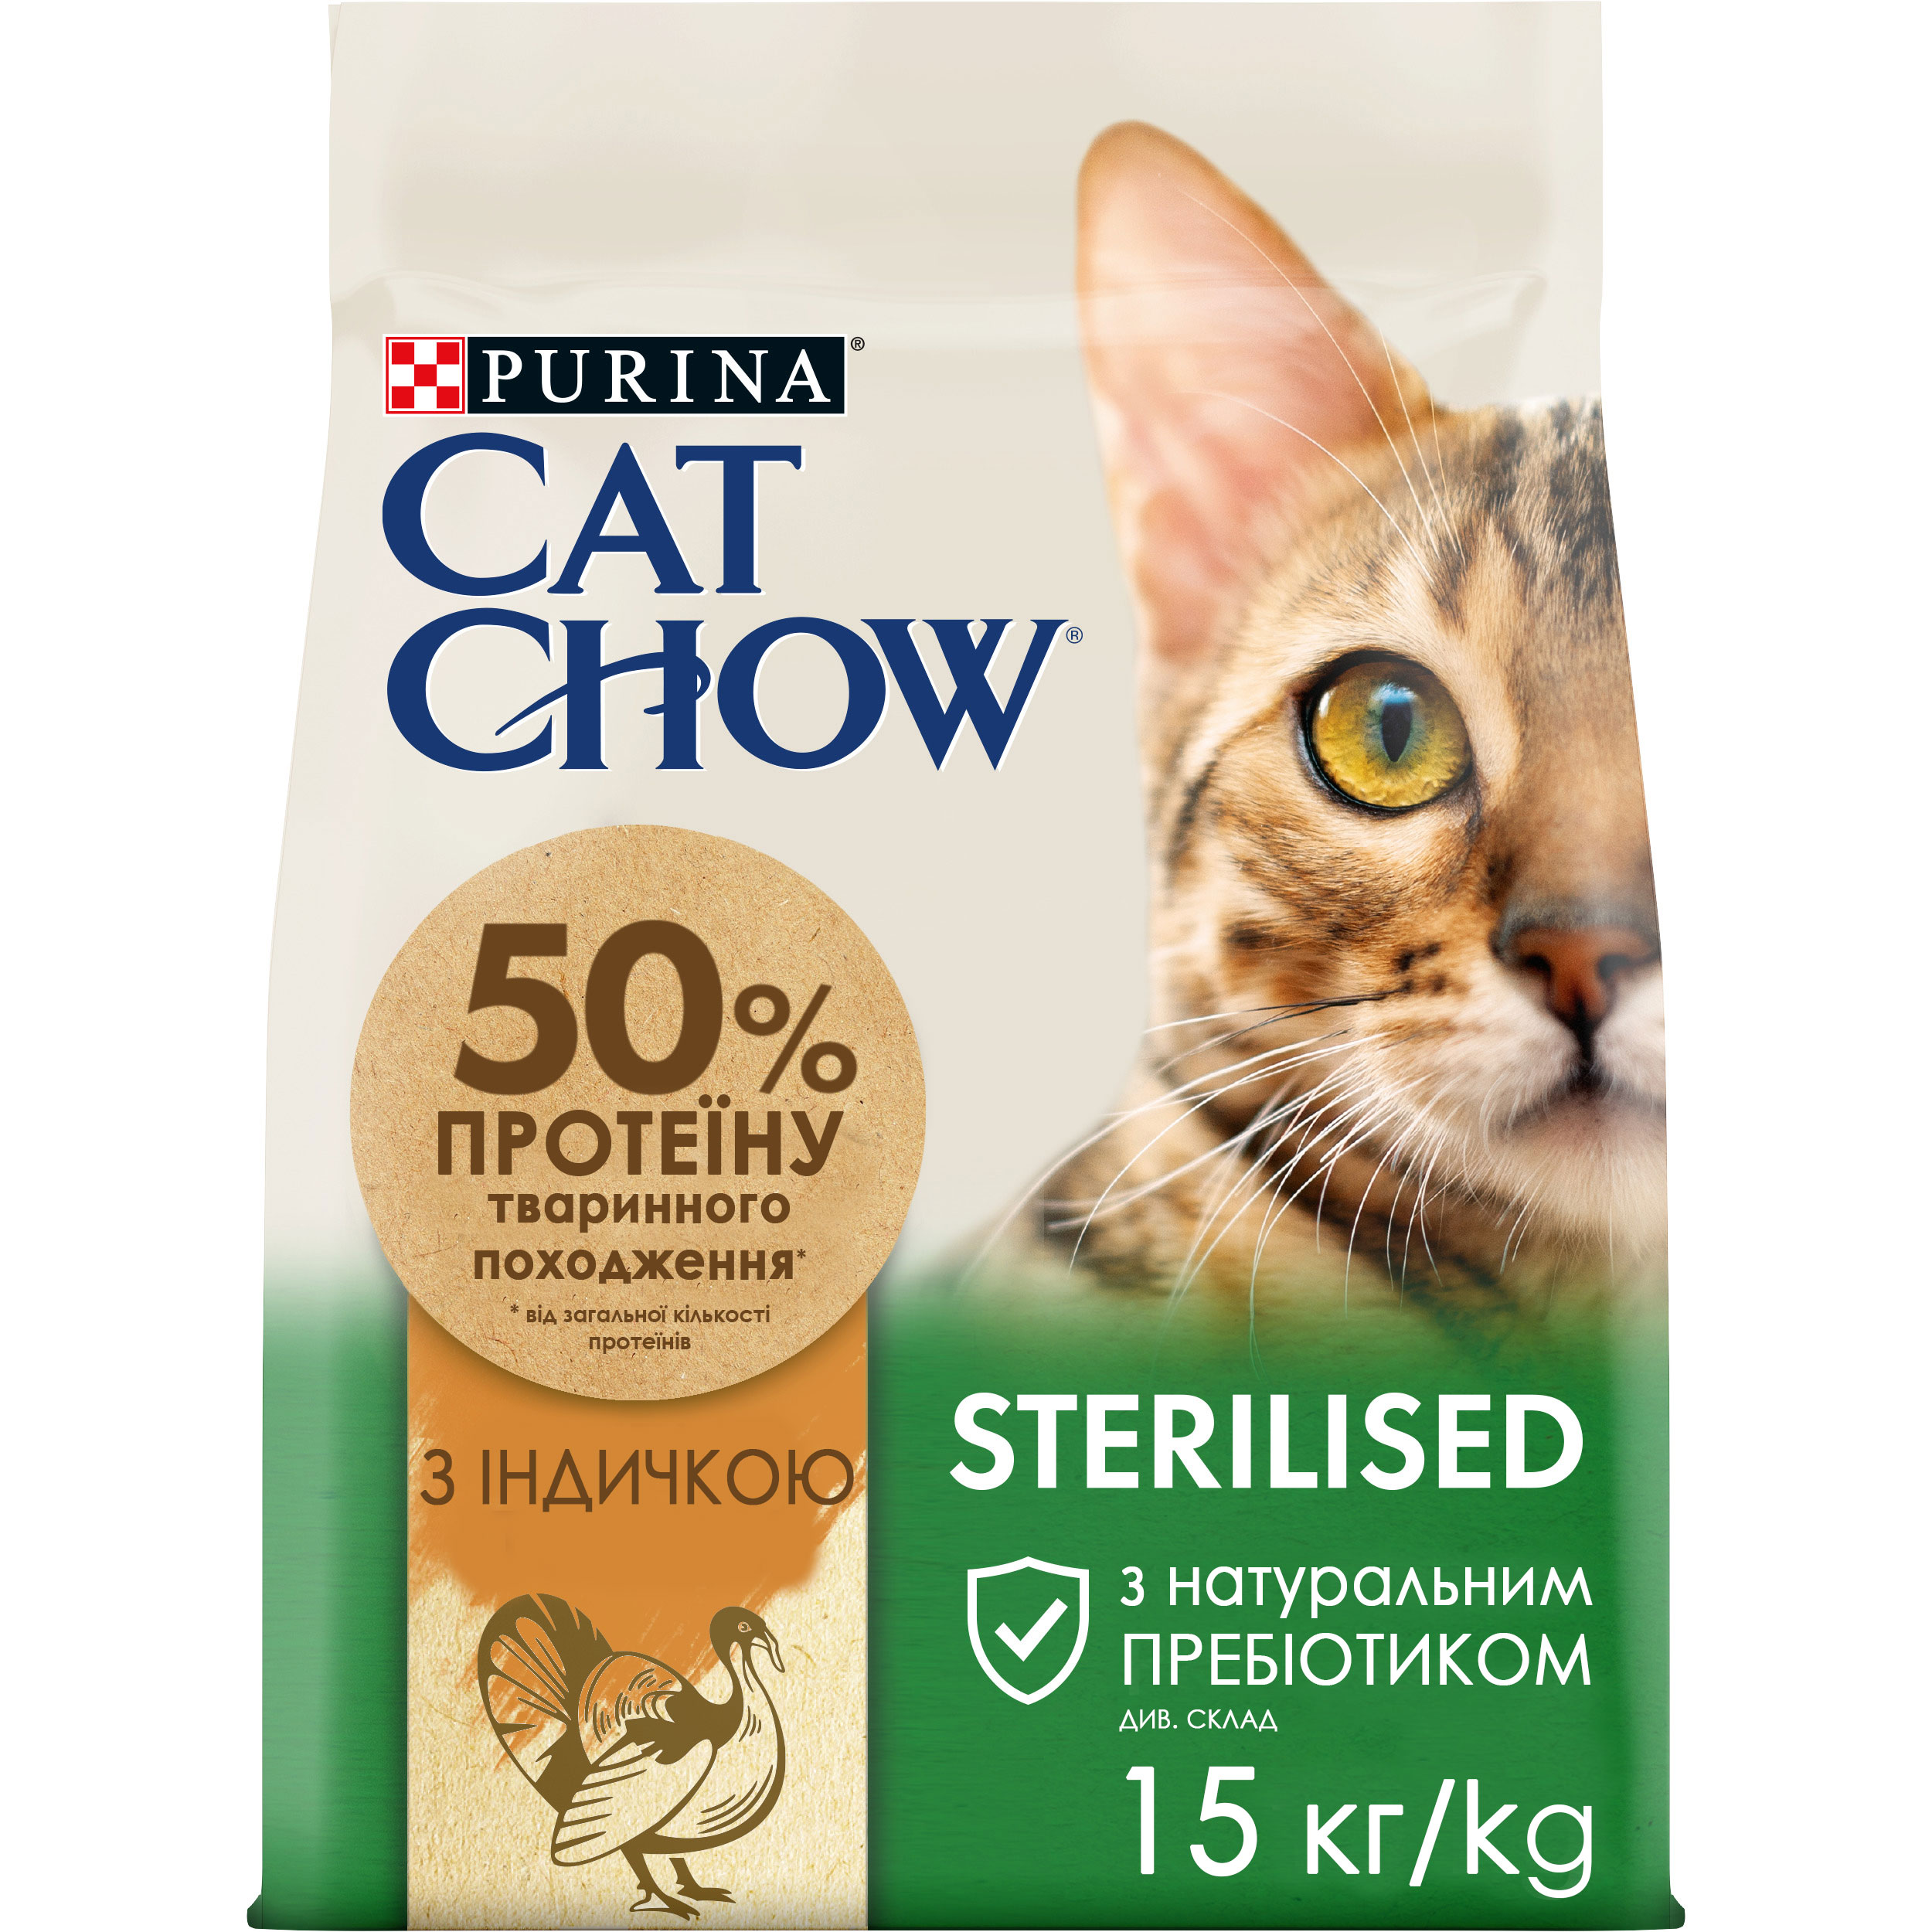 PURINA®
CAT
CHOW®
50%
ПРОТЕЇНУ
тваринного
походження*
* від загальної кількості
протеїнів
З ІНДИЧКОЮ
STERILISED
з натуральним
ПРЕБІОТИКОМ
ДИВ. СКЛАД
15 кг/kg